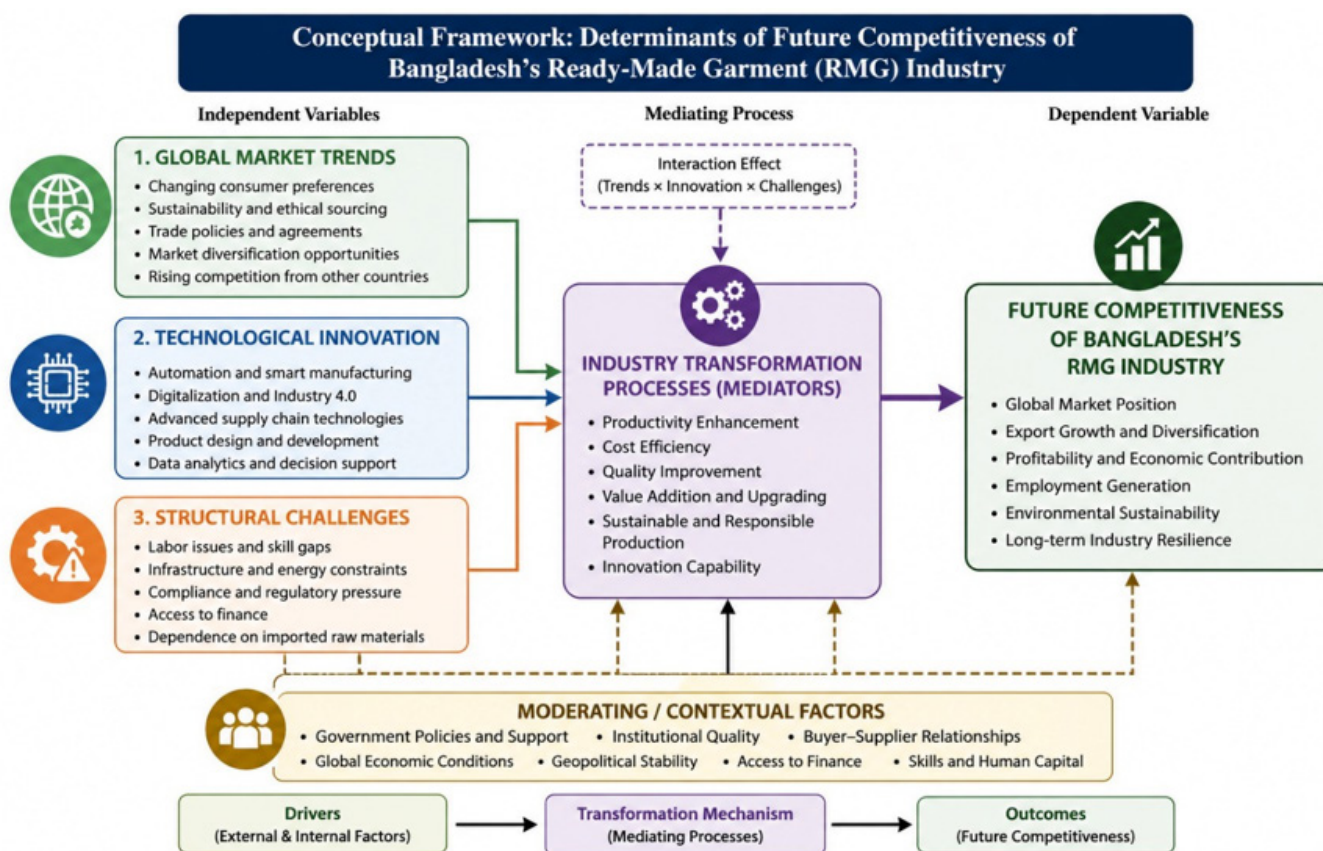 Conceptual Framework: Determinants of Future Competitiveness of
Bangladesh's Ready-Made Garment (RMG) Industry
Independent Variables
Mediating Process
Dependent Variable
1. GLOBAL MARKET TRENDS
• Changing consumer preferences
• Sustainability and ethical sourcing
• Trade policies and agreements
• Market diversification opportunities
• Rising competition from other countries
2. TECHNOLOGICAL INNOVATION
• Automation and smart manufacturing
• Digitalization and Industry 4.0
• Advanced supply chain technologies
• Product design and development
• Data analytics and decision support
3. STRUCTURAL CHALLENGES
• Labor issues and skill gaps
• Infrastructure and energy constraints
• Compliance and regulatory pressure
• Access to finance
• Dependence on imported raw materials
Interaction Effect
(Trends × Innovation × Challenges)
INDUSTRY TRANSFORMATION
PROCESSES (MEDIATORS)
• Productivity Enhancement
• Cost Efficiency
• Quality Improvement
• Value Addition and Upgrading
• Sustainable and Responsible
Production
• Innovation Capability
FUTURE COMPETITIVENESS
OF BANGLADESH'S
RMG INDUSTRY
• Global Market Position
• Export Growth and Diversification
• Profitability and Economic Contribution
• Employment Generation
• Environmental Sustainability
• Long-term Industry Resilience
MODERATING / CONTEXTUAL FACTORS
• Government Policies and Support • Institutional Quality • Buyer–Supplier Relationships
• Global Economic Conditions • Geopolitical Stability • Access to Finance • Skills and Human Capital
Drivers
(External & Internal Factors)
Transformation Mechanism
(Mediating Processes)
Outcomes
(Future Competitiveness)